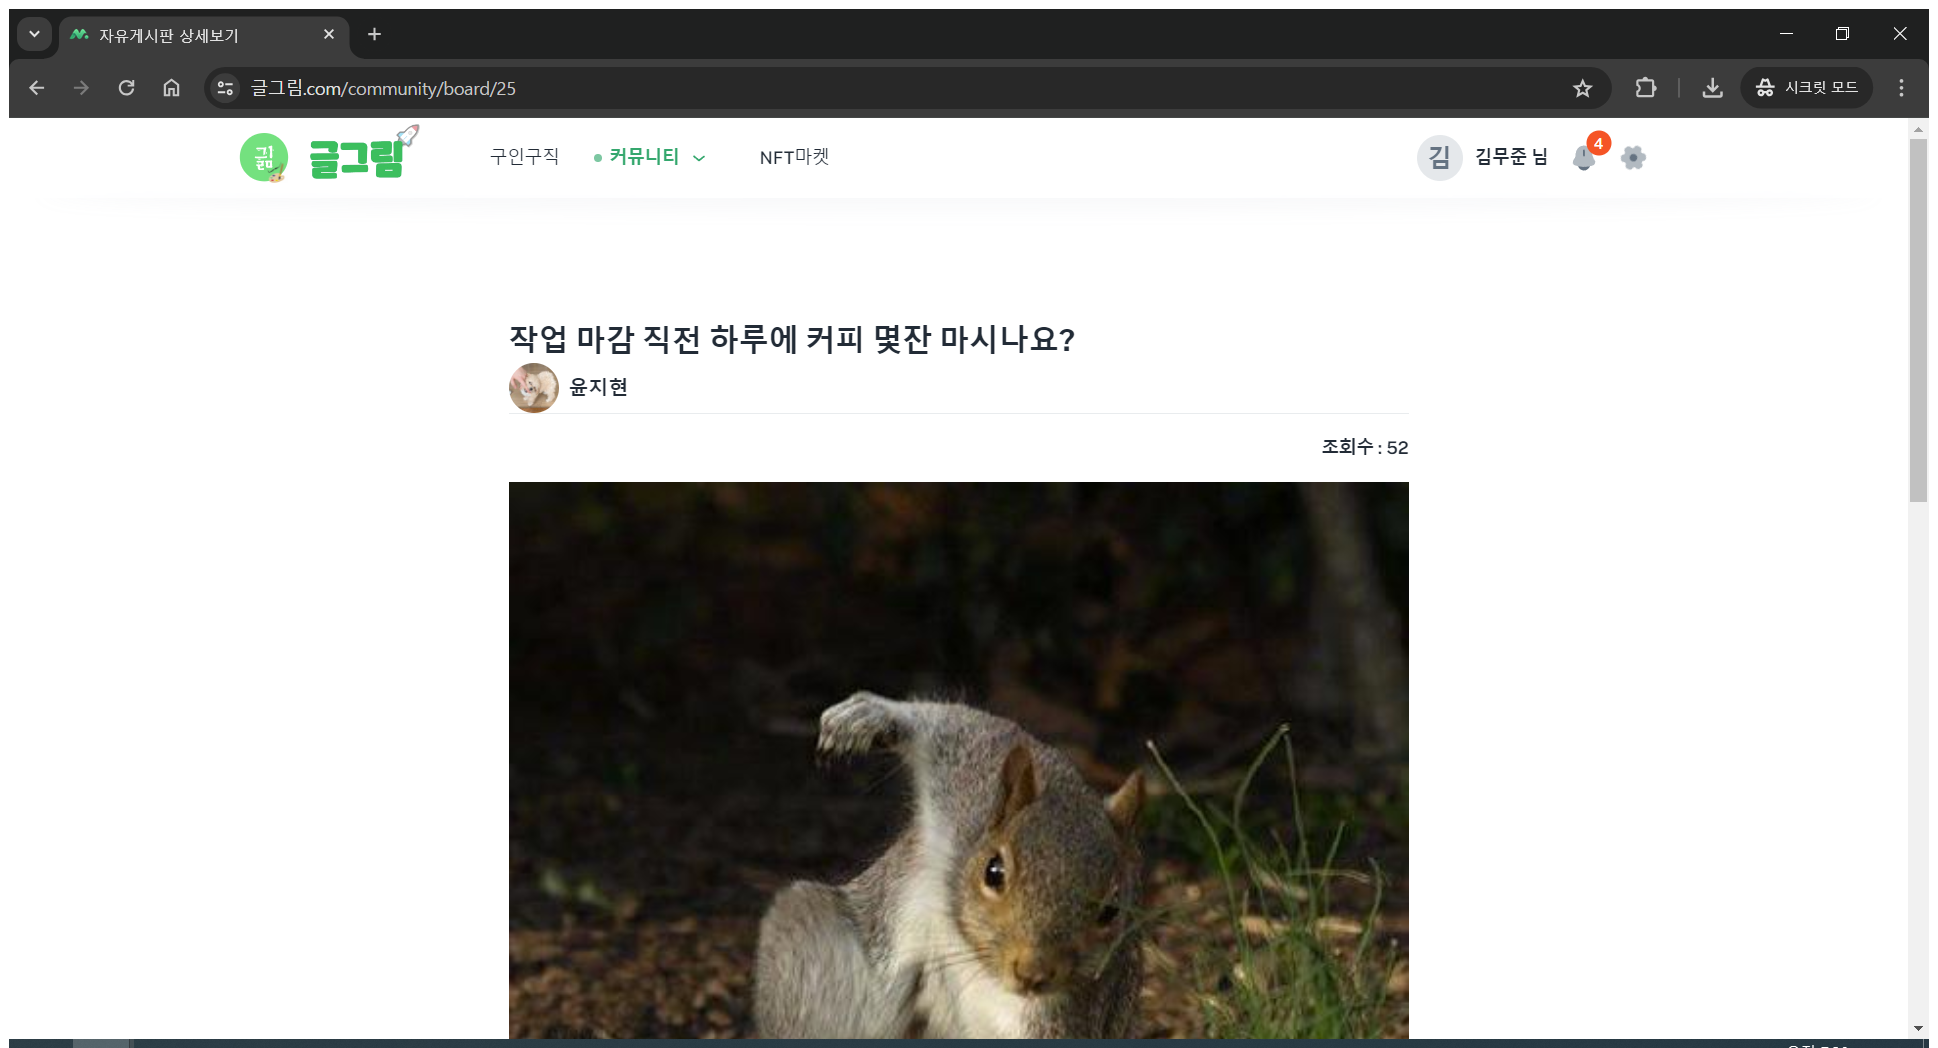 자유게시판 상세보기
글그림.com/community/board/25
시크릿 모드
글그림
구인구직
커뮤니티
NFT마켓
김
김무준 님
4
작업 마감 직전 하루에 커피 몇잔 마시나요?
윤지현
조회수 : 52